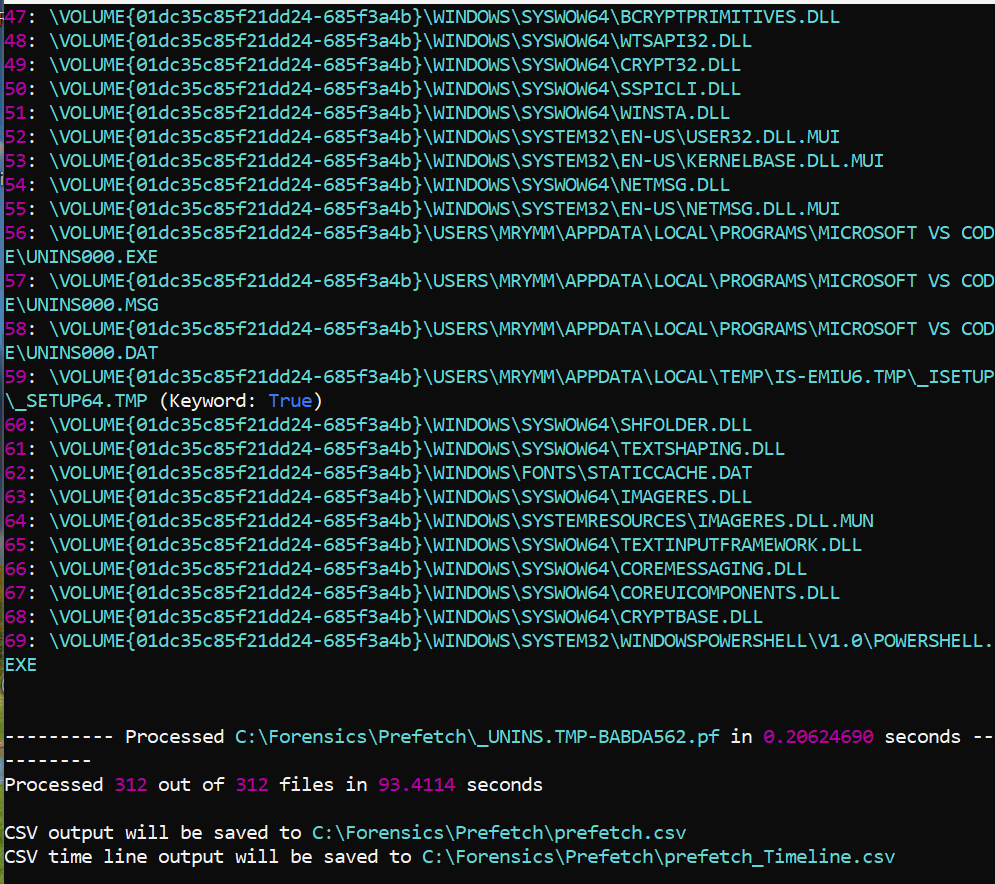 47: \VOLUME{01dc35c85f21dd24-685f3a4b}\WINDOWS\SYSWOW64\BCRYPTPRIMITIVES.DLL
48: \VOLUME{01dc35c85f21dd24-685f3a4b}\WINDOWS\SYSWOW64\WTSAPI32.DLL
49: \VOLUME{01dc35c85f21dd24-685f3a4b}\WINDOWS\SYSWOW64\CRYPT32.DLL
50: \VOLUME{01dc35c85f21dd24-685f3a4b}\WINDOWS\SYSWOW64\SSPICLI.DLL
51: \VOLUME{01dc35c85f21dd24-685f3a4b}\WINDOWS\SYSWOW64\WINSTA.DLL
52: \VOLUME{01dc35c85f21dd24-685f3a4b}\WINDOWS\SYSTEM32\EN-US\USER32.DLL.MUI
53: \VOLUME{01dc35c85f21dd24-685f3a4b}\WINDOWS\SYSTEM32\EN-US\KERNELBASE.DLL.MUI
54: \VOLUME{01dc35c85f21dd24-685f3a4b}\WINDOWS\SYSWOW64\NETMSG.DLL
55: \VOLUME{01dc35c85f21dd24-685f3a4b}\WINDOWS\SYSTEM32\EN-US\NETMSG.DLL.MUI
56: \VOLUME{01dc35c85f21dd24-685f3a4b}\USERS\MRYMM\APPDATA\LOCAL\PROGRAMS\MICROSOFT VS COD
E\UNINS000.EXE
57: \VOLUME{01dc35c85f21dd24-685f3a4b}\USERS\MRYMM\APPDATA\LOCAL\PROGRAMS\MICROSOFT VS COD
E\UNINS000.MSG
58: \VOLUME{01dc35c85f21dd24-685f3a4b}\USERS\MRYMM\APPDATA\LOCAL\PROGRAMS\MICROSOFT VS COD
E\UNINS000.DAT
59: \VOLUME{01dc35c85f21dd24-685f3a4b}\USERS\MRYMM\APPDATA\LOCAL\TEMP\IS-EMIU6.TMP\_ISETUP
\_SETUP64.TMP (Keyword: True)
60: \VOLUME{01dc35c85f21dd24-685f3a4b}\WINDOWS\SYSWOW64\SHFOLDER.DLL
61: \VOLUME{01dc35c85f21dd24-685f3a4b}\WINDOWS\SYSWOW64\TEXTSHAPING.DLL
62: \VOLUME{01dc35c85f21dd24-685f3a4b}\WINDOWS\FONTS\STATICCACHE.DAT
63: \VOLUME{01dc35c85f21dd24-685f3a4b}\WINDOWS\SYSWOW64\IMAGERES.DLL
64: \VOLUME{01dc35c85f21dd24-685f3a4b}\WINDOWS\SYSTEMRESOURCES\IMAGERES.DLL.MUN
65: \VOLUME{01dc35c85f21dd24-685f3a4b}\WINDOWS\SYSWOW64\TEXTINPUTFRAMEWORK.DLL
66: \VOLUME{01dc35c85f21dd24-685f3a4b}\WINDOWS\SYSWOW64\COREMESSAGING.DLL
67: \VOLUME{01dc35c85f21dd24-685f3a4b}\WINDOWS\SYSWOW64\COREUICOMPONENTS.DLL
68: \VOLUME{01dc35c85f21dd24-685f3a4b}\WINDOWS\SYSWOW64\CRYPTBASE.DLL
69: \VOLUME{01dc35c85f21dd24-685f3a4b}\WINDOWS\SYSTEM32\WINDOWSPOWERSHELL\V1.0\POWERSHELL.
EXE
---------- Processed C:\Forensics\Prefetch\_UNINS.TMP-BABDA562.pf in 0.20624690 seconds --
--------
Processed 312 out of 312 files in 93.4114 seconds
CSV output will be saved to C:\Forensics\Prefetch\prefetch.csv
CSV time line output will be saved to C:\Forensics\Prefetch\prefetch_Timeline.csv